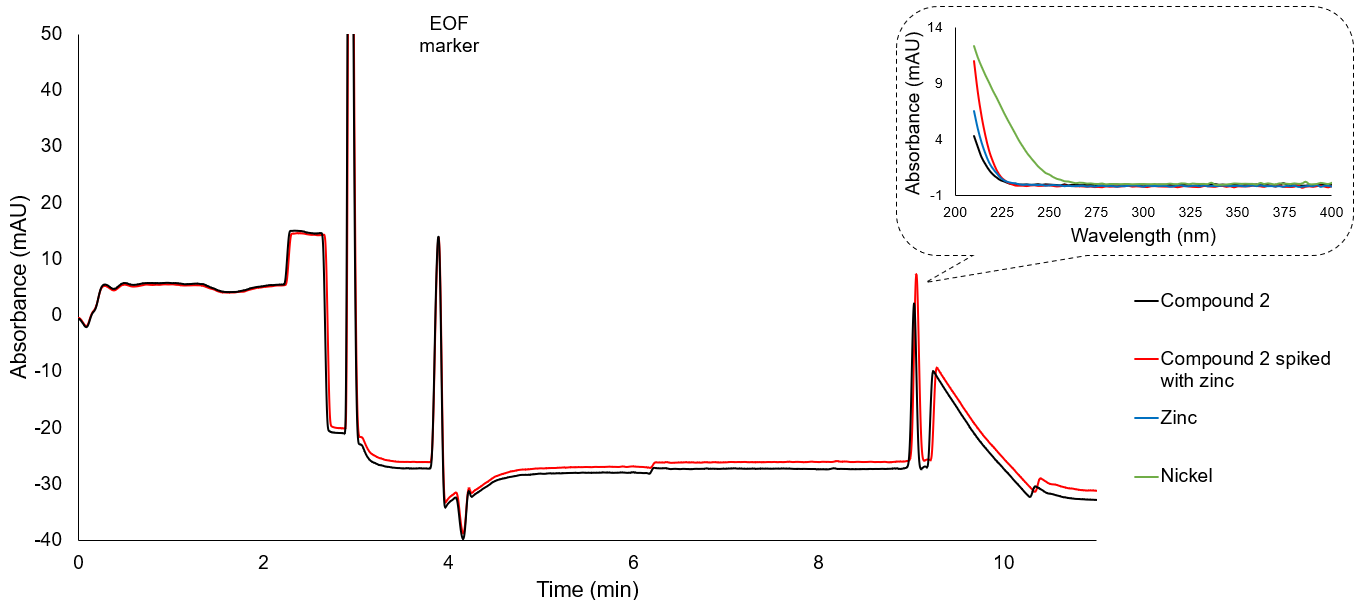 EOF
marker
50
40
30
20
10
0
-10
-20
-30
-40
Absorbance (mAU)
0
2
4
6
8
10
Time (min)
14
9
4
-1
Absorbance (mAU)
200
225
250
275
300
325
350
375
400
Wavelength (nm)
Compound 2
Compound 2 spiked
with zinc
Zinc
Nickel